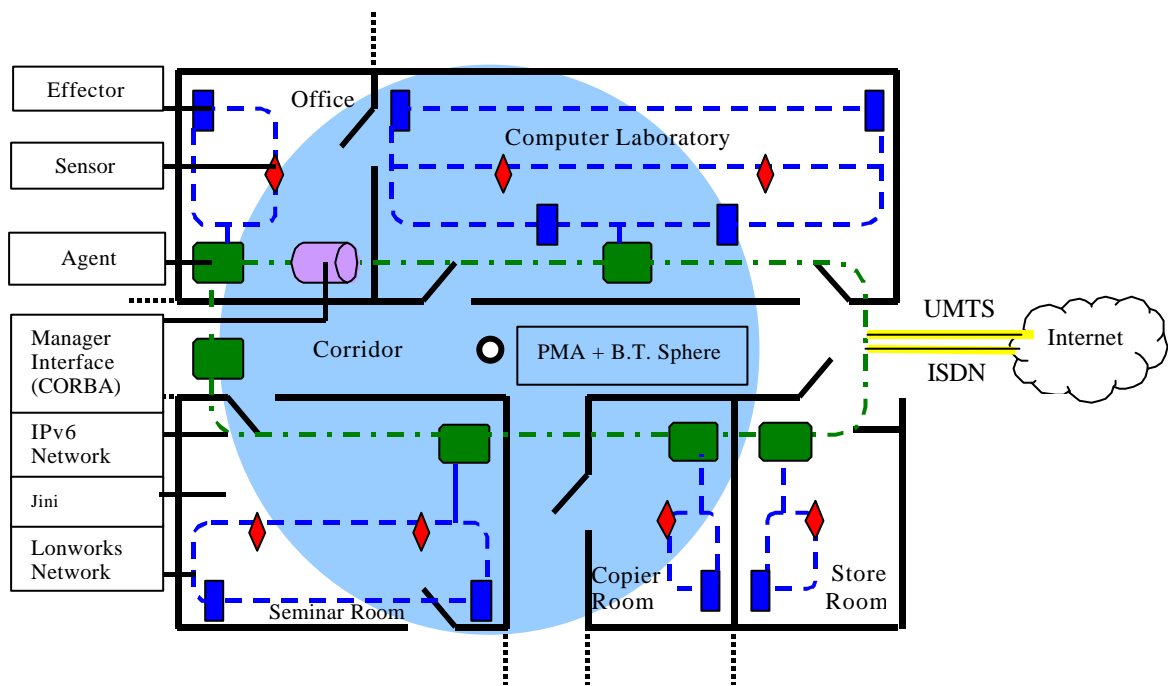 Effector
Sensor
Agent
Manager
Interface
(CORBA)
IPv6
Network
Jini
Lonworks
Network
Office
Computer Laboratory
Corridor
PMA + B.T. Sphere
UMTS
ISDN
Internet
Seminar Room
Copier
Room
Store
Room